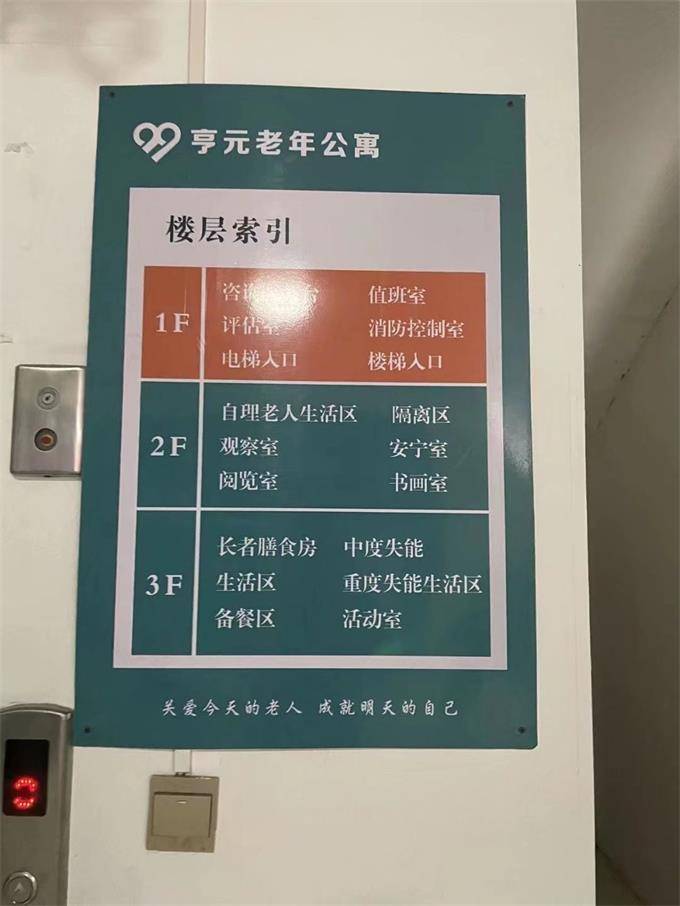 亨元老年公寓
楼层索引
1F
咨 台 值班室
评估室 消防控制室
电梯入口 楼梯入口
2F
自理老人生活区 隔离区
观察室 安宁室
阅览室 书画室
3F
长者膳食房 中度失能
生活区 重度失能生活区
备餐区 活动室
关爱今天的老人 成就明天的自己